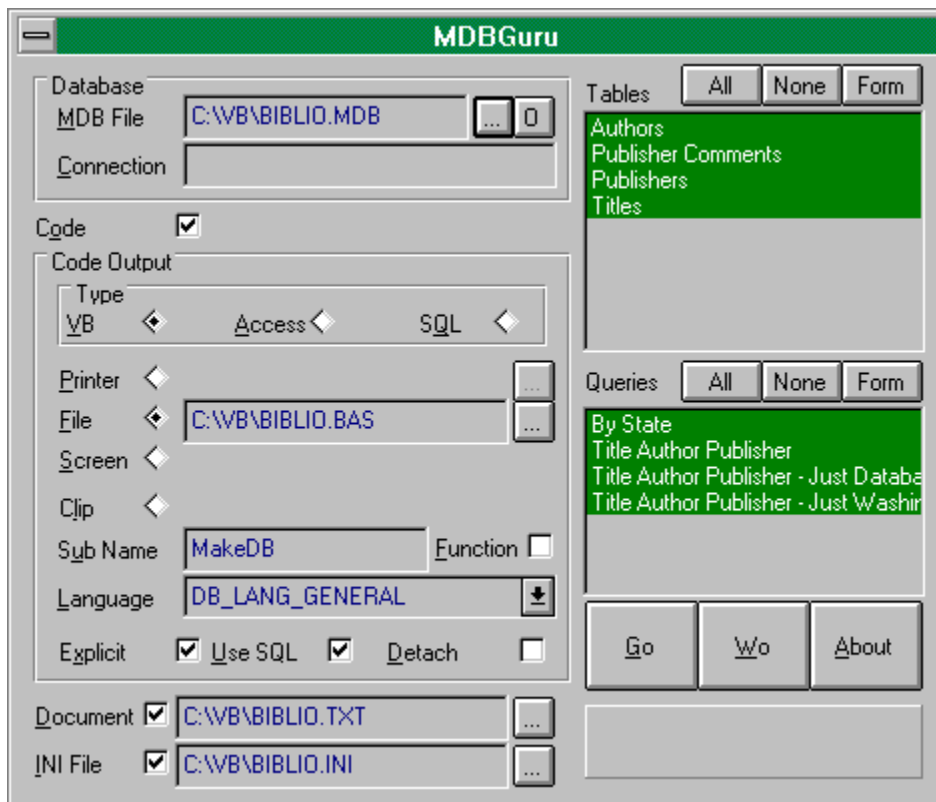 MDBGuru
Database
MDB File C:\VB\BIBLIO.MDB ... 0
Connection
Code
Code Output
Type
VB Access SQL
Printer ...
File C:\VB\BIBLIO.BAS ...
Screen
Clip
Sub Name MakeDB Function
Language DB_LANG_GENERAL
Explicit Use SQL Detach
Document C:\VB\BIBLIO.TXT ...
INI File C:\VB\BIBLIO.INI ...
Tables All None Form
Authors
Publisher Comments
Publishers
Titles
Queries All None Form
By State
Title Author Publisher
Title Author Publisher - Just Databa
Title Author Publisher - Just Washin
Go Wo About